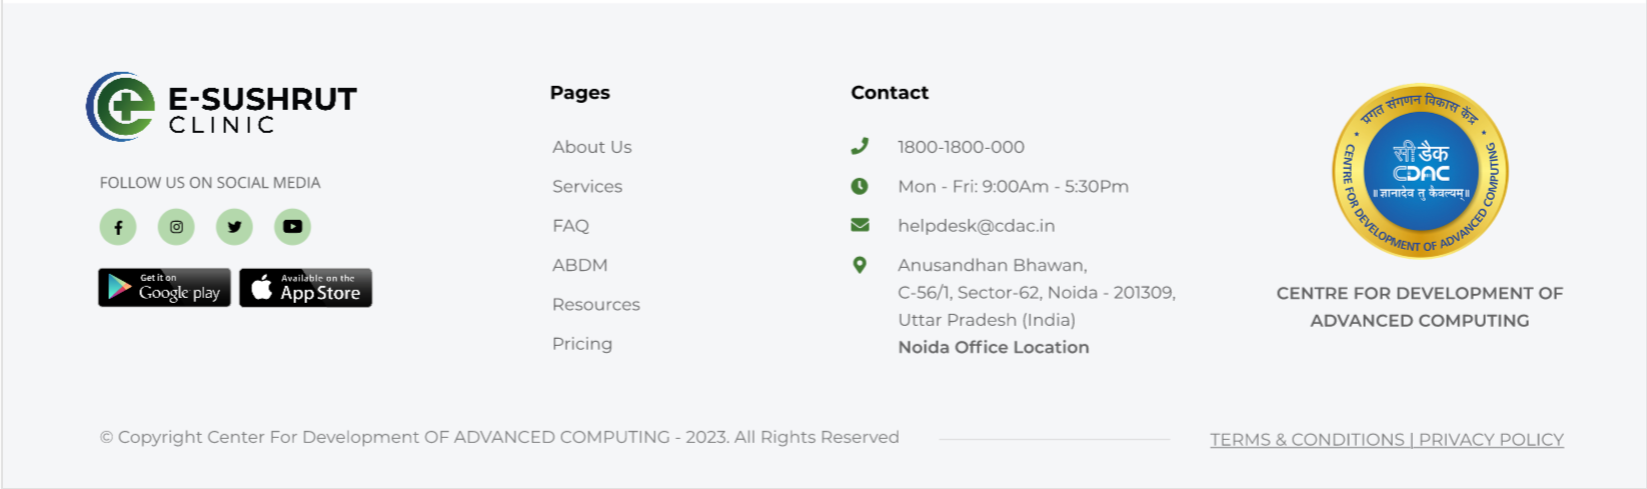 E-SUSHRUT
CLINIC
FOLLOW US ON SOCIAL MEDIA
Get it on
Google play
Available on the
App Store
Pages
About Us
Services
FAQ
ABDM
Resources
Pricing
Contact
1800-1800-000
Mon - Fri: 9:00Am - 5:30Pm
helpdesk@cdac.in
Anusandhan Bhawan,
C-56/1, Sector-62, Noida - 201309,
Uttar Pradesh (India)
Noida Office Location
प्रगत संगणन विकास केंद्र
सी डैक
CDAC
॥ज्ञानादेव तु कैवल्यम्॥
CENTRE FOR DEVELOPMENT OF ADVANCED COMPUTING
CENTRE FOR DEVELOPMENT OF
ADVANCED COMPUTING
© Copyright Center For Development OF ADVANCED COMPUTING - 2023. All Rights Reserved
TERMS & CONDITIONS | PRIVACY POLICY